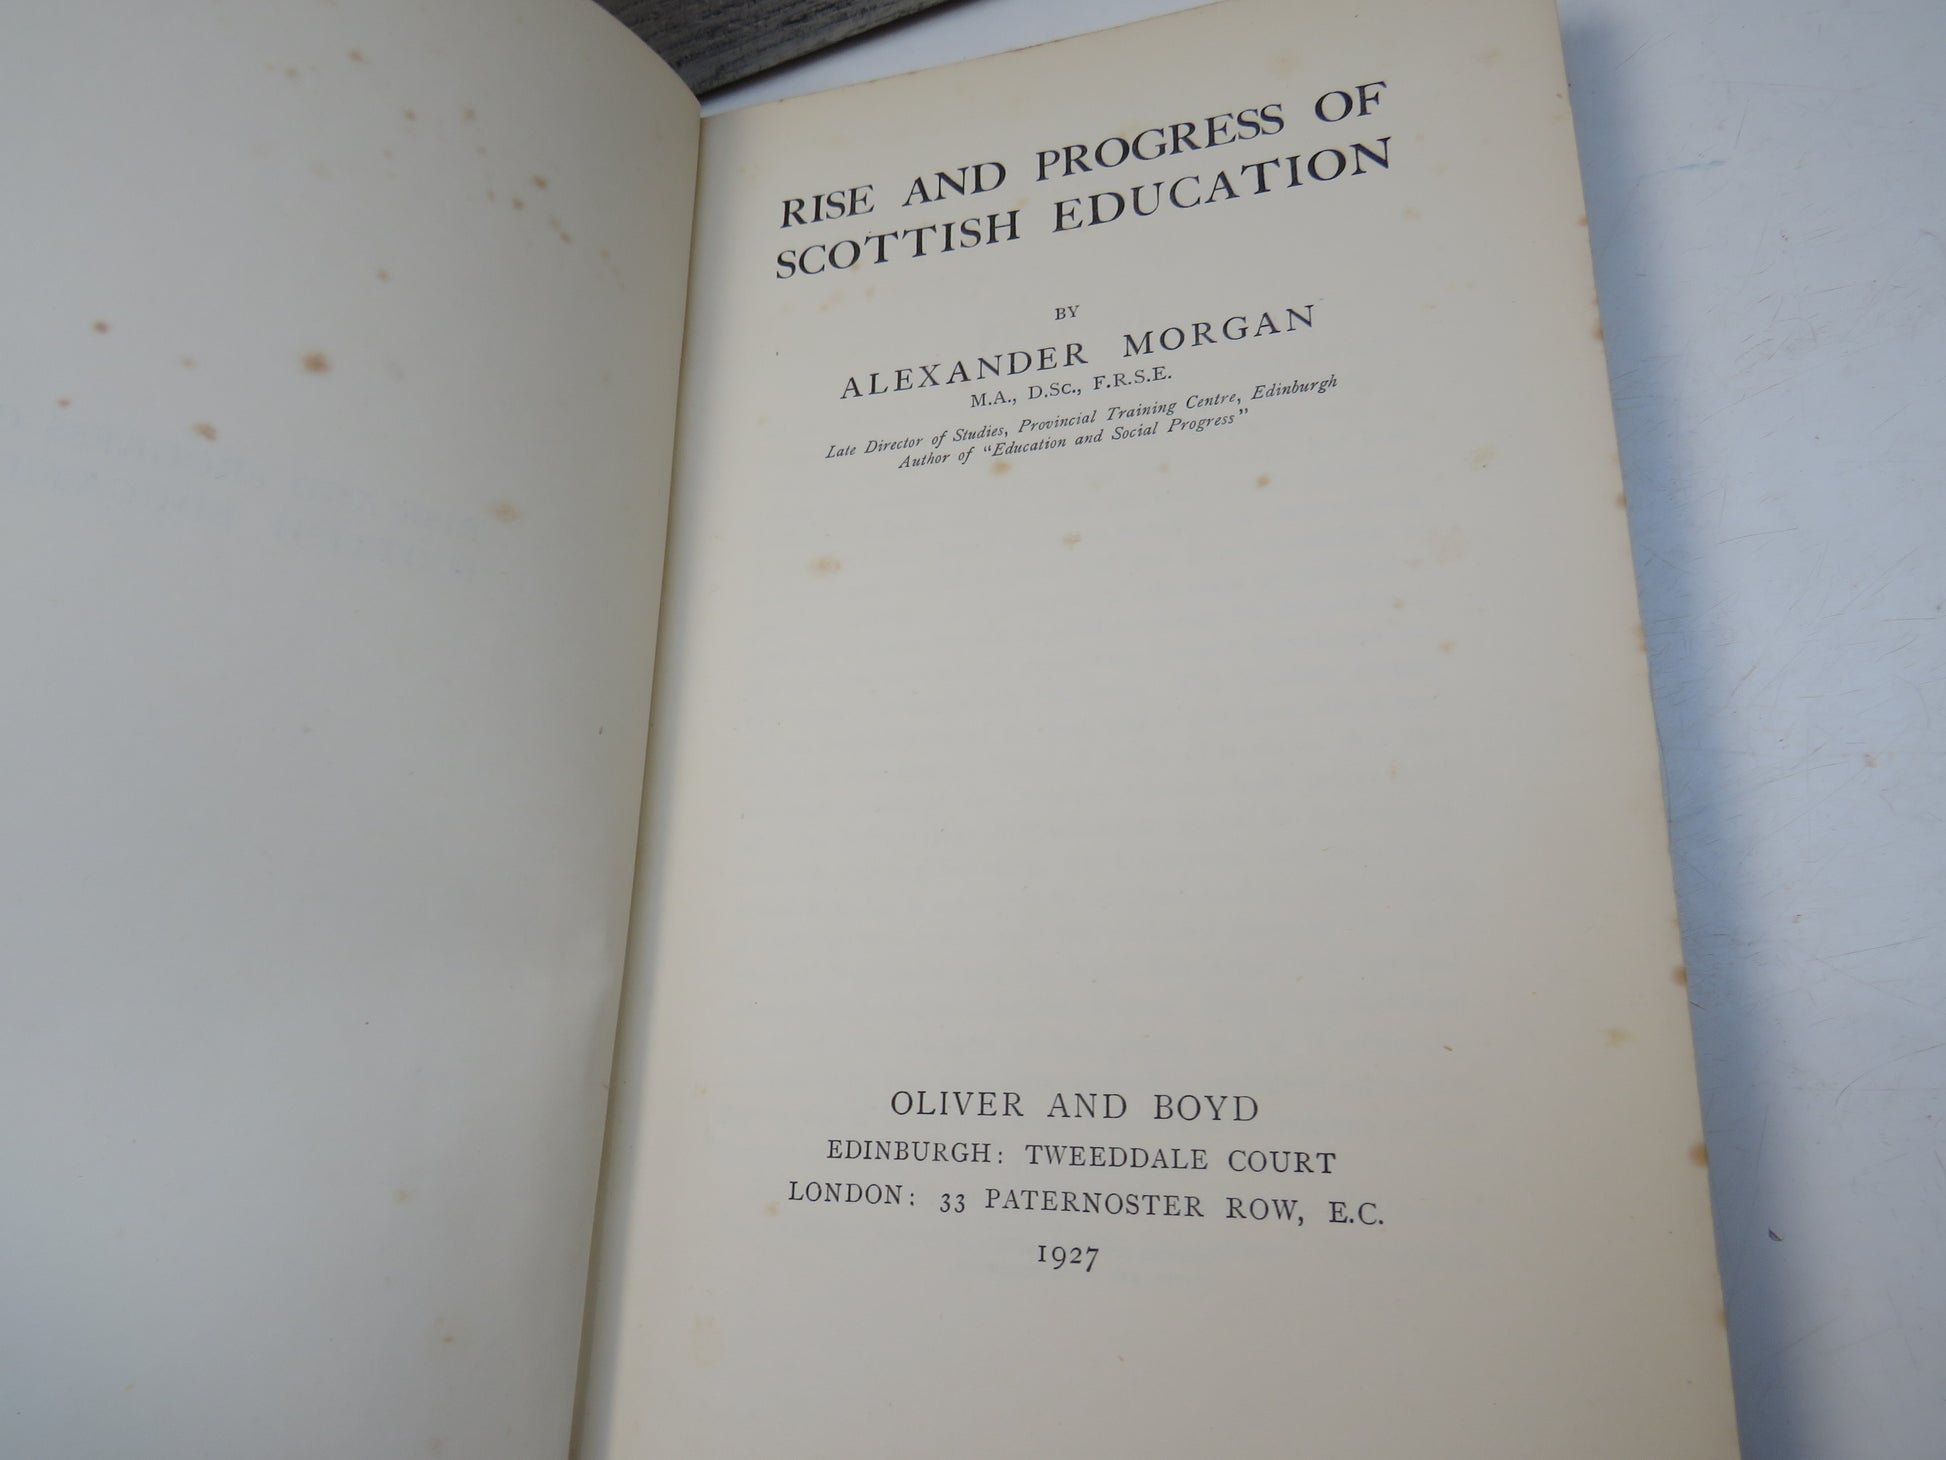 RISE AND PROGRESS OF
SCOTTISH EDUCATION
BY
ALEXANDER MORGAN
M.A., D.Sc., F.R.S.E.
Late Director of Studies, Provincial Training Centre, Edinburgh
Author of "Education and Social Progress"
OLIVER AND BOYD
EDINBURGH: TWEEDDALE COURT
LONDON: 33 PATERNOSTER ROW, E.C.
1927